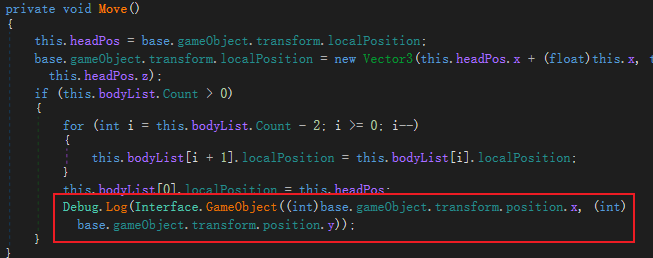 private void Move()
{
this.headPos = base.gameObject.transform.localPosition;
base.gameObject.transform.localPosition = new Vector3(this.headPos.x + (float)this.x,
this.headPos.z);
if (this.bodyList.Count > 0)
{
for (int i = this.bodyList.Count - 2; i >= 0; i--)
{
this.bodyList[i + 1].localPosition = this.bodyList[i].localPosition;
}
this.bodyList[0].localPosition = this.headPos;
Debug.Log(Interface.GameObject((int)base.gameObject.transform.position.x, (int)
base.gameObject.transform.position.y));
}
}